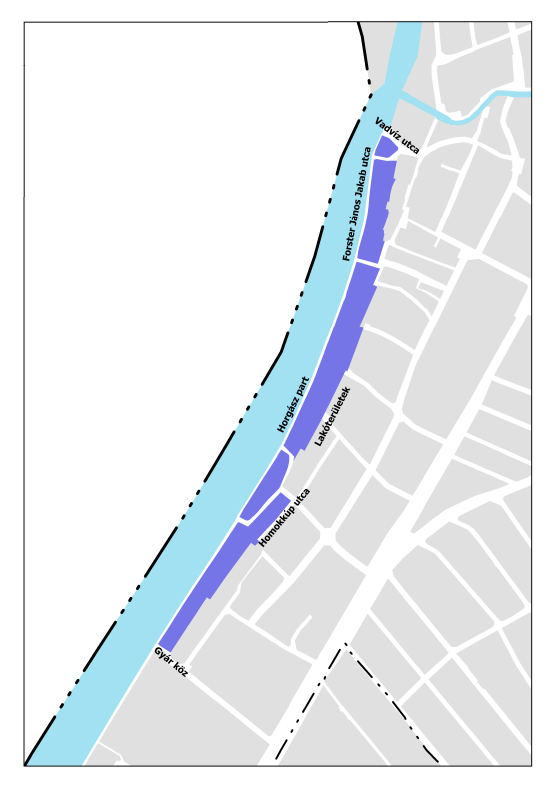 Vadvíz utca
Forster János Jakab utca
Horgász part
Lakóterületek
Homokkúp utca
Gyár köz